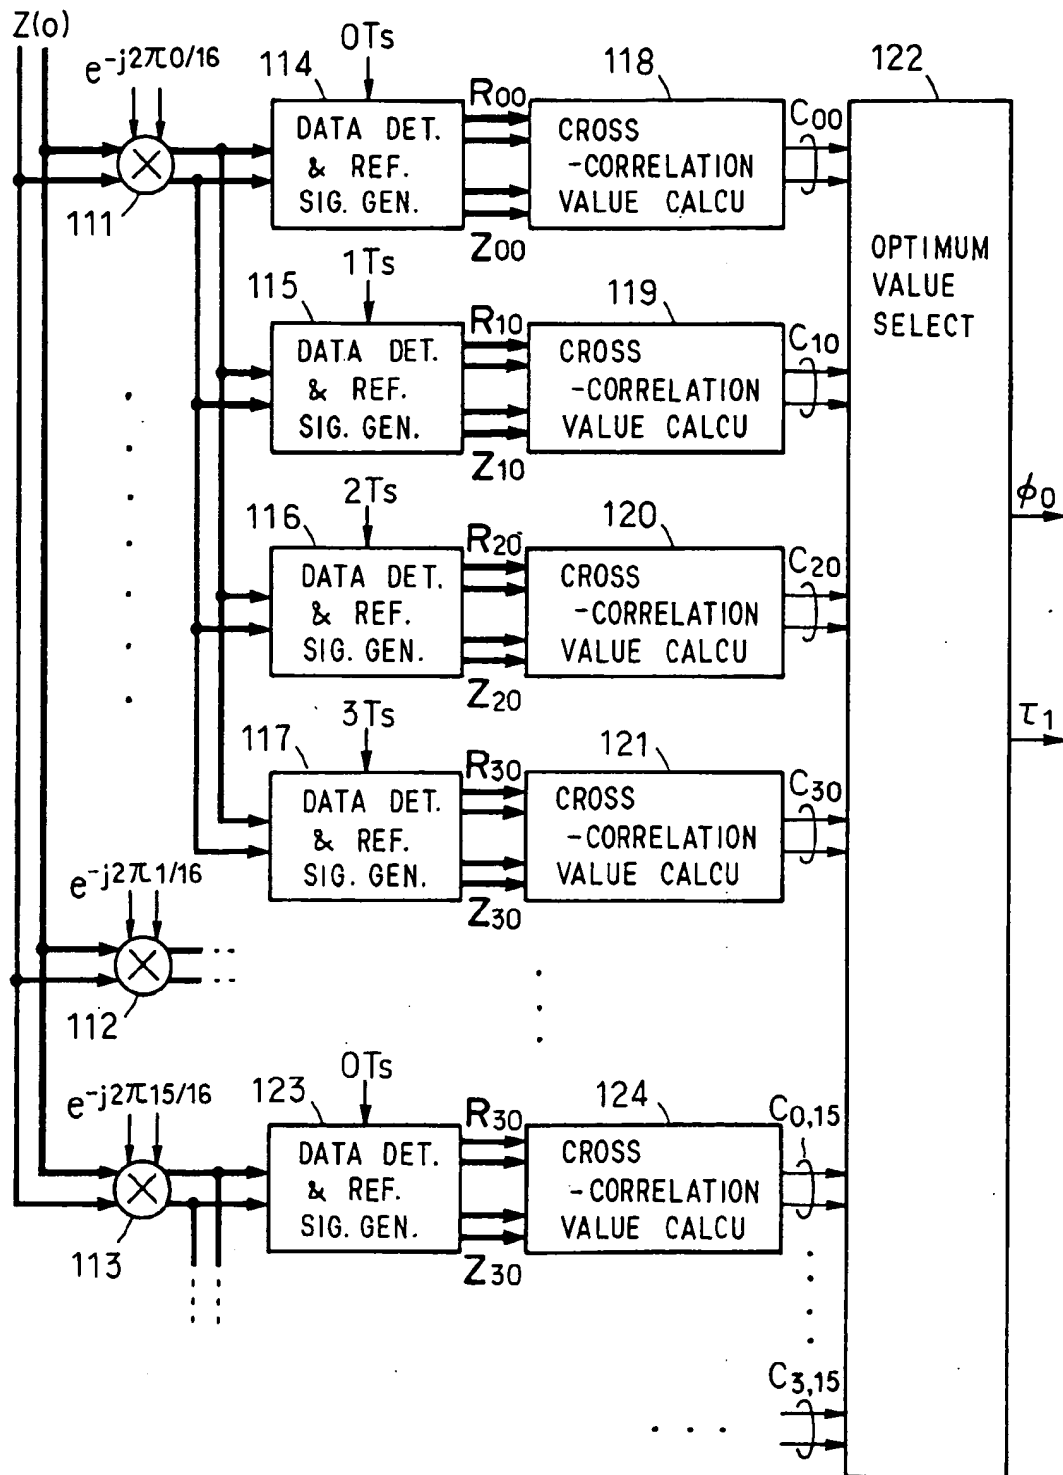 Z(0)
e-j2π0/16
111
0Ts
114
DATA DET.
& REF.
SIG. GEN.
R00
Z00
118
CROSS
-CORRELATION
VALUE CALCU
C00
122
OPTIMUM
VALUE
SELECT
1Ts
115
DATA DET.
& REF.
SIG. GEN.
R10
Z10
119
CROSS
-CORRELATION
VALUE CALCU
C10
2Ts
116
DATA DET.
& REF.
SIG. GEN.
R20
Z20
120
CROSS
-CORRELATION
VALUE CALCU
C20
ϕ0
τ1
3Ts
117
DATA DET.
& REF.
SIG. GEN.
R30
Z30
121
CROSS
-CORRELATION
VALUE CALCU
C30
e-j2π1/16
112
e-j2π15/16
113
0Ts
123
DATA DET.
& REF.
SIG. GEN.
R30
Z30
124
CROSS
-CORRELATION
VALUE CALCU
C0,15
C3,15